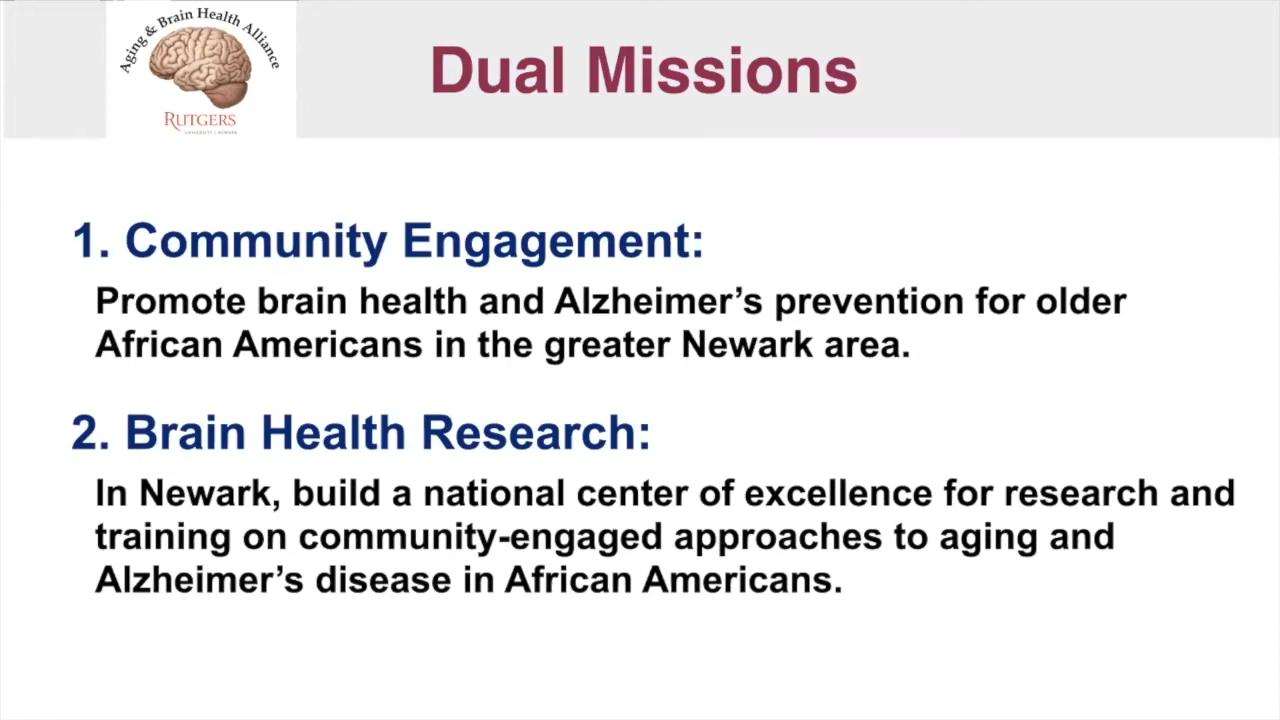 Aging & Brain Health Alliance
RUTGERS
UNIVERSITY | NEWARK
Dual Missions
1. Community Engagement:
Promote brain health and Alzheimer’s prevention for older
African Americans in the greater Newark area.
2. Brain Health Research:
In Newark, build a national center of excellence for research and
training on community-engaged approaches to aging and
Alzheimer’s disease in African Americans.